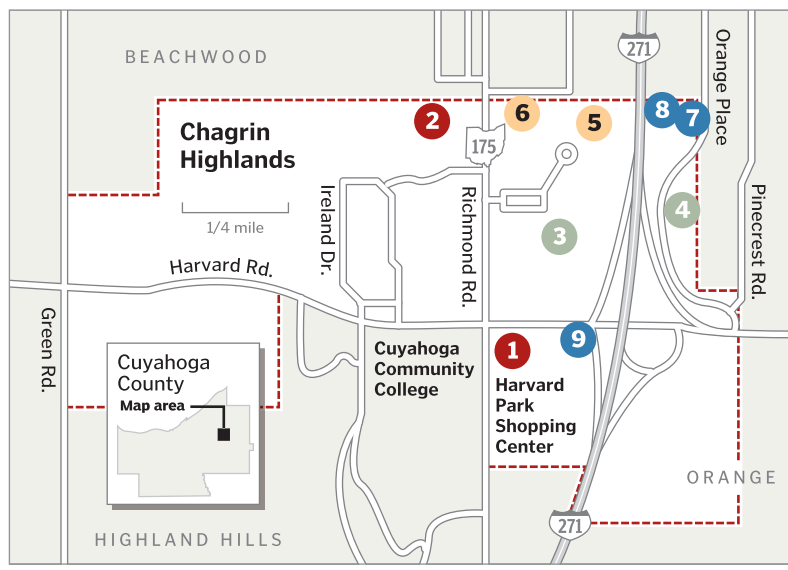 BEACHWOOD
271
Orange Place
8
7
2
6
5
Chagrin
Highlands
175
1/4 mile
Ireland Dr.
Richmond Rd.
4
Pinecrest Rd.
3
Harvard Rd.
Green Rd.
Cuyahoga
Community
College
1
9
Harvard
Park
Shopping
Center
Cuyahoga
County
Map area
ORANGE
271
HIGHLAND HILLS